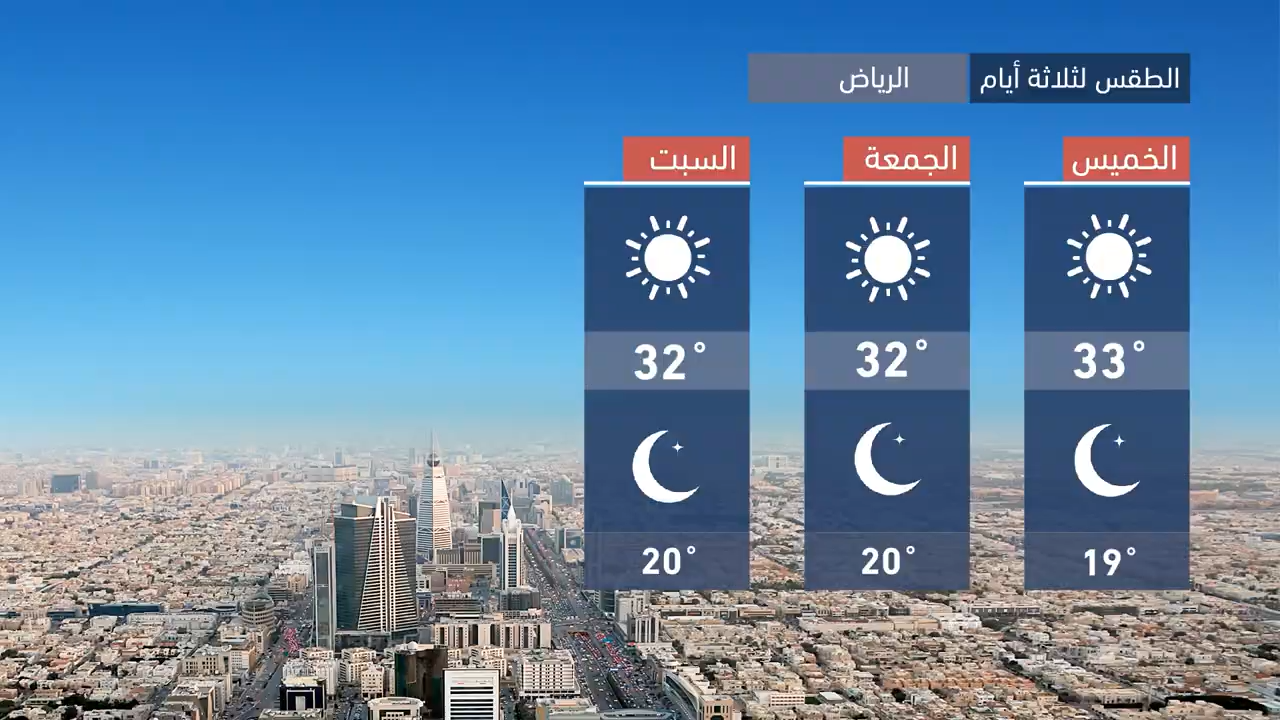 الطقس لثلاثة أيام
الرياض
الخميس
الجمعة
السبت
33°
32°
32°
19°
20°
20°